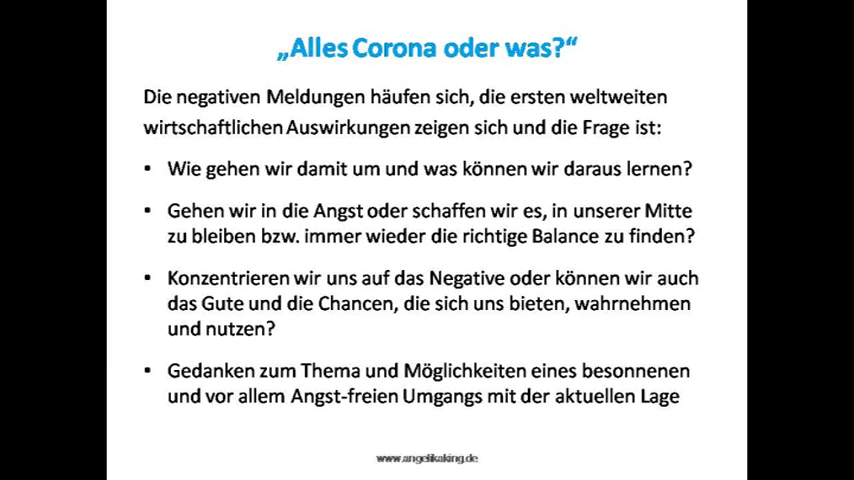 „Alles Corona oder was?“
Die negativen Meldungen häufen sich, die ersten weltweiten
wirtschaftlichen Auswirkungen zeigen sich und die Frage ist:
• Wie gehen wir damit um und was können wir daraus lernen?
• Gehen wir in die Angst oder schaffen wir es, in unserer Mitte
zu bleiben bzw. immer wieder die richtige Balance zu finden?
• Konzentrieren wir uns auf das Negative oder können wir auch
das Gute und die Chancen, die sich uns bieten, wahrnehmen
und nutzen?
• Gedanken zum Thema und Möglichkeiten eines besonnenen
und vor allem Angst-freien Umgangs mit der aktuellen Lage
www.angelikaking.de